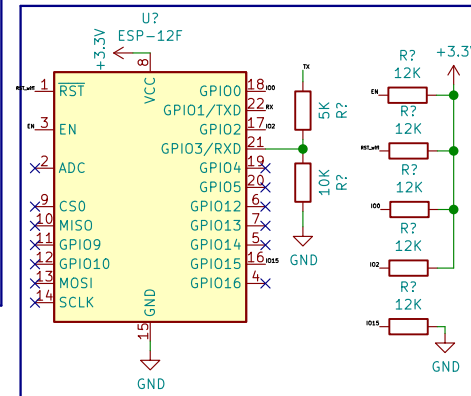 U?
ESP-12F
+3.3V
8
VCC
RST_wifi 1 RST
EN 3 EN
2 ADC
9 CS0
10 MISO
11 GPIO9
12 GPIO10
13 MOSI
14 SCLK
GPIO0 18 IO0
GPIO1/TXD 22 RX
GPIO2 17 IO2
GPIO3/RXD 21
GPIO4 19
GPIO5 20
GPIO12 6
GPIO13 7
GPIO14 5
GPIO15 16 IO15
GPIO16 4
GND
15
GND
TX
5K
R?
10K
R?
GND
+3.3V
R?
12K
EN
R?
12K
RST_wifi
R?
12K
IO0
R?
12K
IO2
R?
12K
IO15
GND